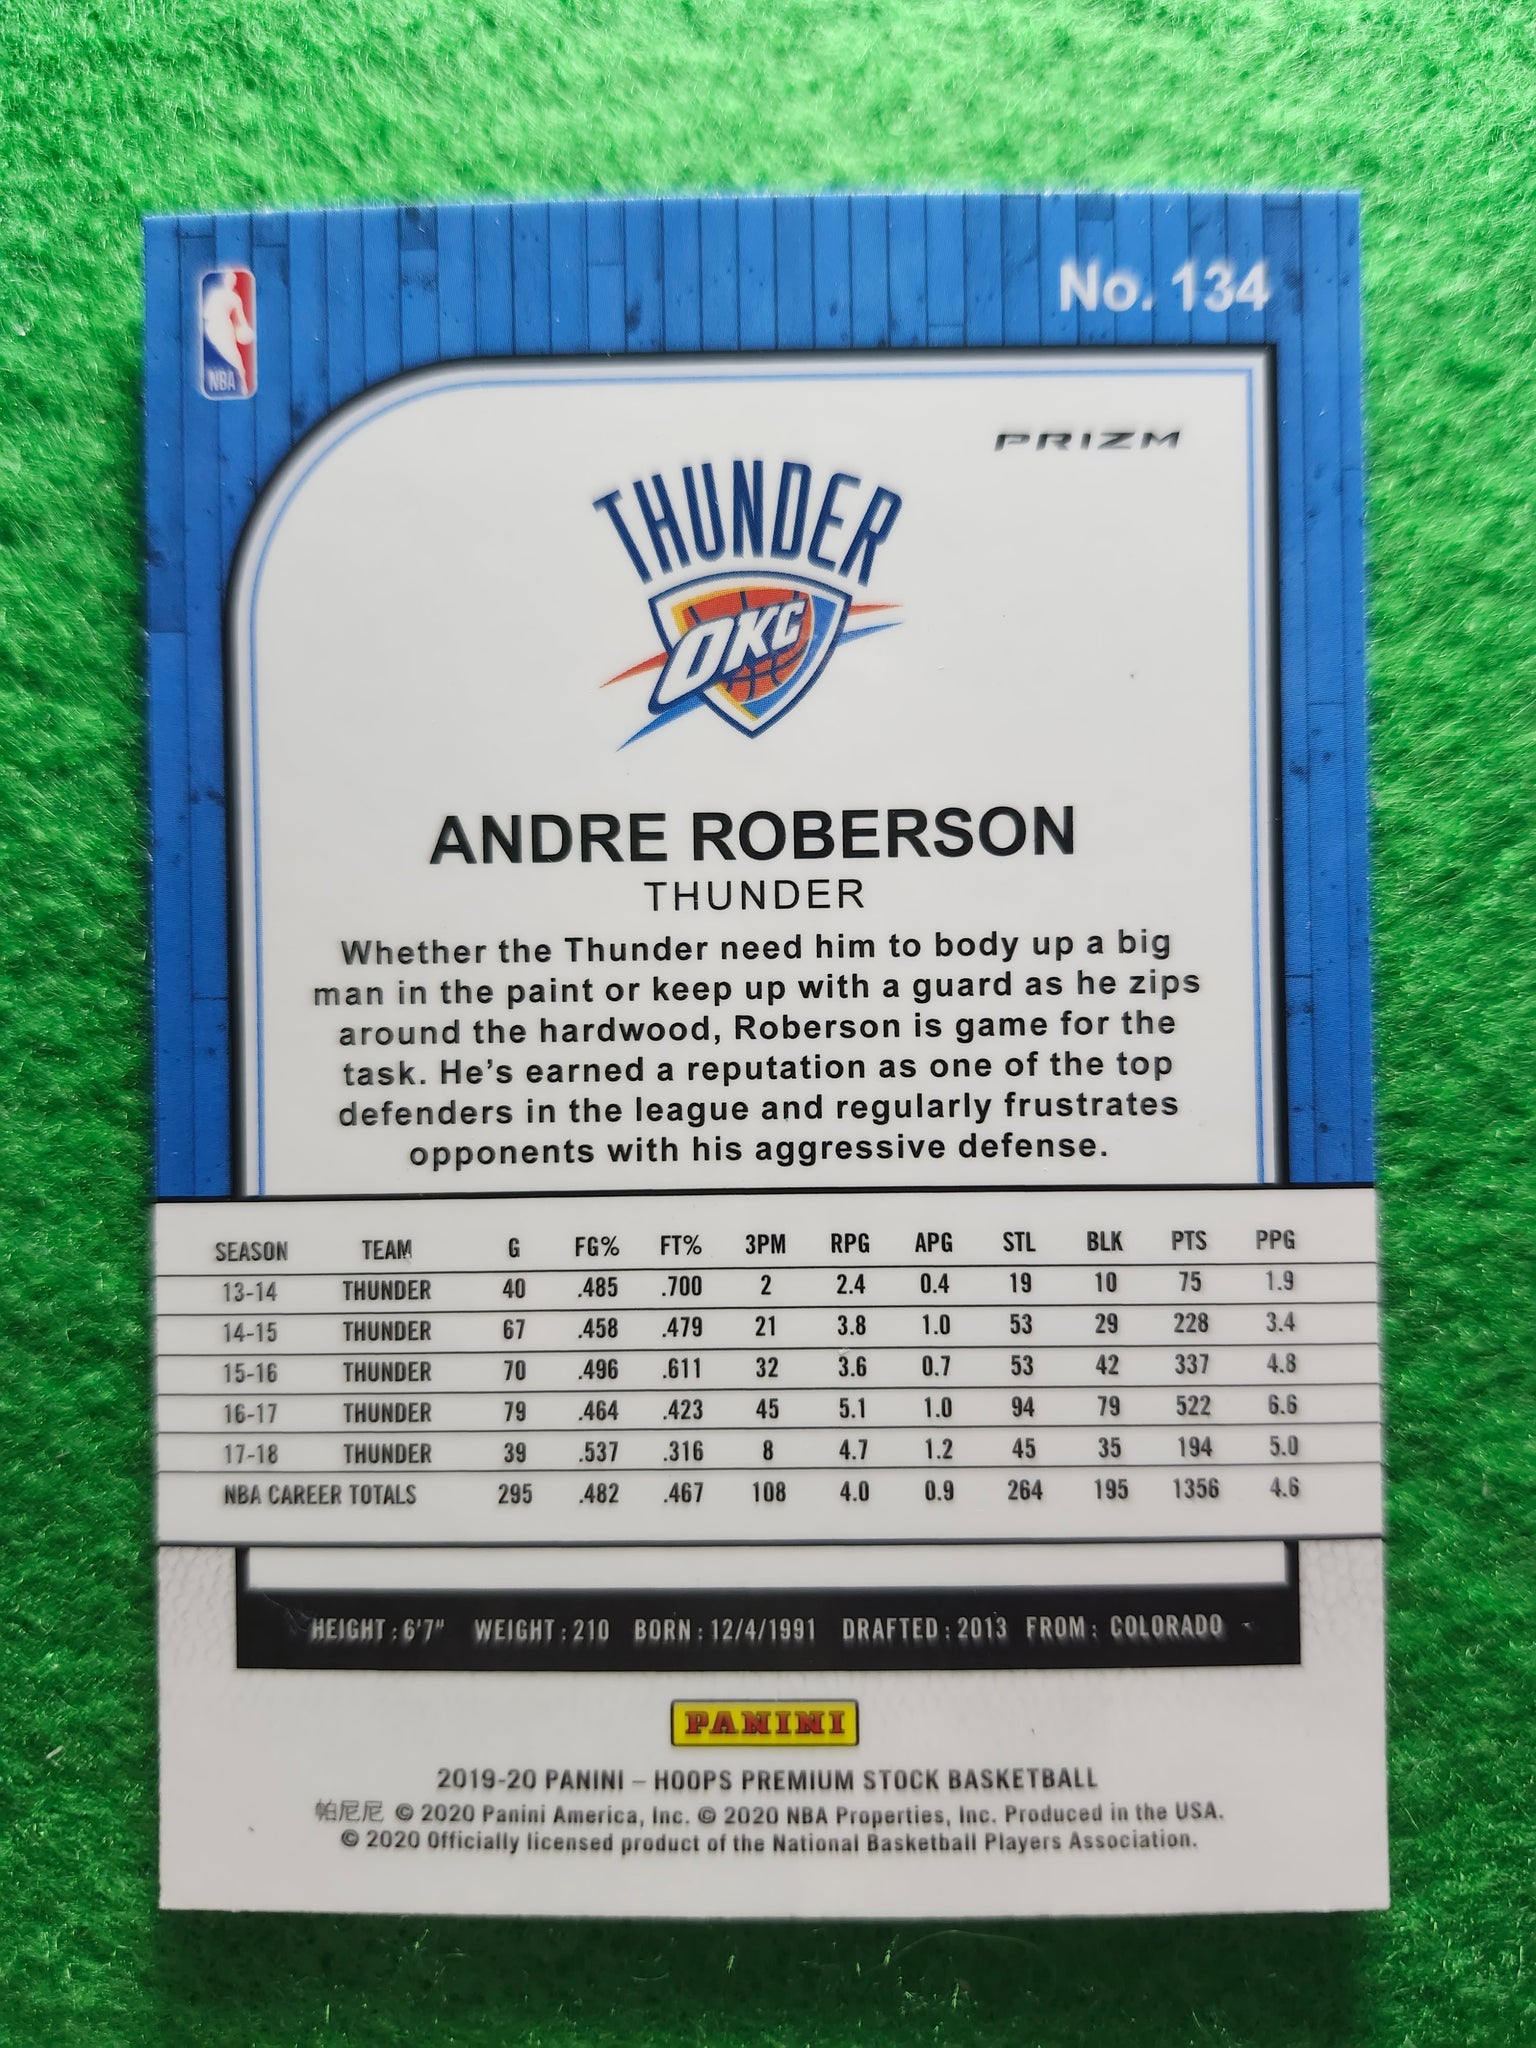 No. 134
NBA
PRIZM
THUNDER
OKC
ANDRE ROBERSON
THUNDER
Whether the Thunder need him to body up a big
man in the paint or keep up with a guard as he zips
around the hardwood, Roberson is game for the
task. He's earned a reputation as one of the top
defenders in the league and regularly frustrates
opponents with his aggressive defense.
SEASON TEAM G FG% FT% 3PM RPG APG STL BLK PTS PPG
13-14 THUNDER 40 .485 .700 2 2.4 0.4 19 10 75 1.9
14-15 THUNDER 67 .458 .479 21 3.8 1.0 53 29 228 3.4
15-16 THUNDER 70 .496 .611 32 3.6 0.7 53 42 337 4.8
16-17 THUNDER 79 .464 .423 45 5.1 1.0 94 79 522 6.6
17-18 THUNDER 39 .537 .316 8 4.7 1.2 45 35 194 5.0
NBA CAREER TOTALS 295 .482 .467 108 4.0 0.9 264 195 1356 4.6
HEIGHT : 6'7" WEIGHT : 210 BORN : 12/4/1991 DRAFTED : 2013 FROM : COLORADO
PANINI
2019-20 PANINI – HOOPS PREMIUM STOCK BASKETBALL
帕尼尼 © 2020 Panini America, Inc. © 2020 NBA Properties, Inc. Produced in the USA.
© 2020 Officially licensed product of the National Basketball Players Association.